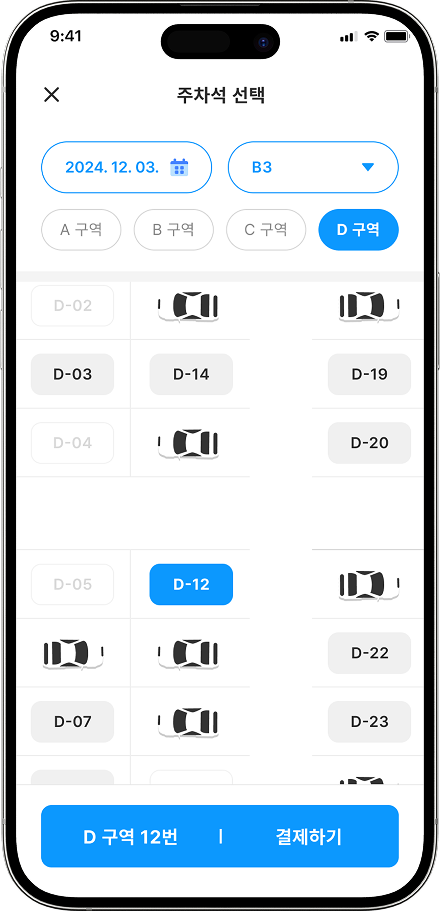 9:41
주차석 선택
2024. 12. 03.
B3
A 구역
B 구역
C 구역
D 구역
D-02
D-03
D-14
D-19
D-04
D-20
D-05
D-12
D-22
D-07
D-23
D 구역 12번 | 결제하기